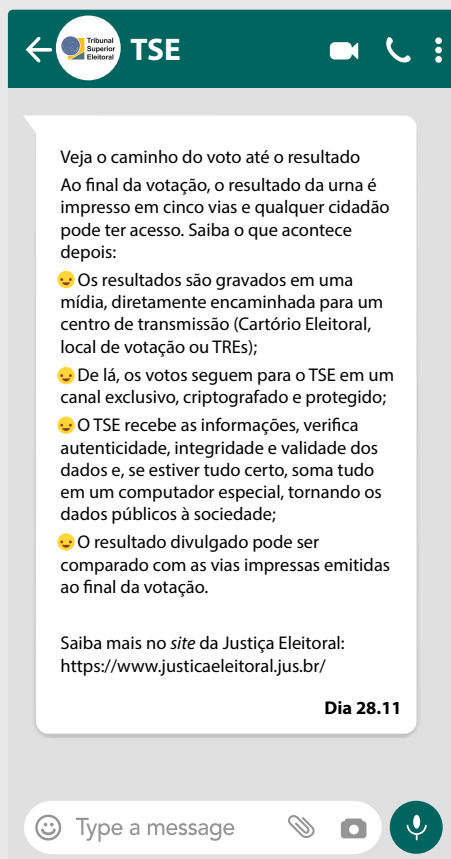 Tribunal
Superior
Eleitoral
TSE
Veja o caminho do voto até o resultado
Ao final da votação, o resultado da urna é
impresso em cinco vias e qualquer cidadão
pode ter acesso. Saiba o que acontece
depois:
Os resultados são gravados em uma
mídia, diretamente encaminhada para um
centro de transmissão (Cartório Eleitoral,
local de votação ou TREs);
De lá, os votos seguem para o TSE em um
canal exclusivo, criptografado e protegido;
O TSE recebe as informações, verifica
autenticidade, integridade e validade dos
dados e, se estiver tudo certo, soma tudo
em um computador especial, tornando os
dados públicos à sociedade;
O resultado divulgado pode ser
comparado com as vias impressas emitidas
ao final da votação.
Saiba mais no site da Justiça Eleitoral:
https://www.justicaeleitoral.jus.br/
Dia 28.11
Type a message